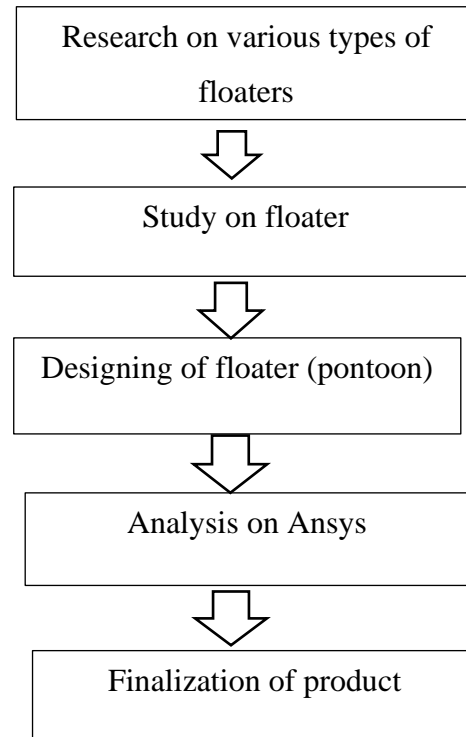 Research on various types of
floaters
Study on floater
Designing of floater (pontoon)
Analysis on Ansys
Finalization of product